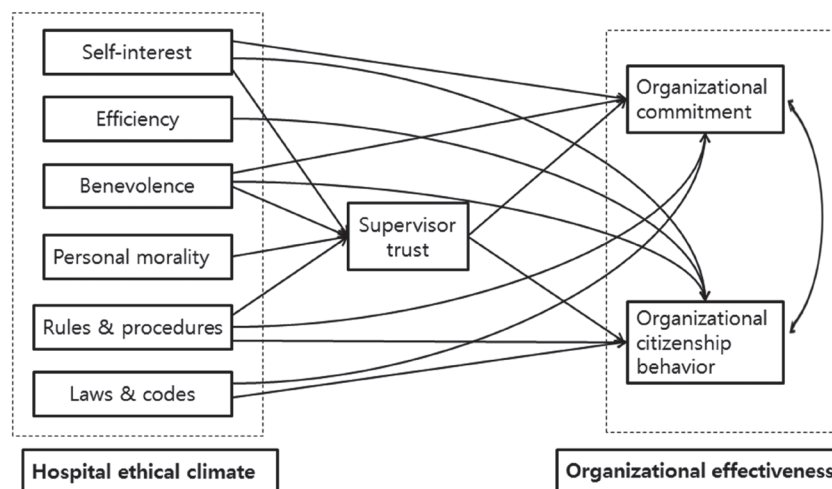 Self-interest
Efficiency
Benevolence
Personal morality
Rules & procedures
Laws & codes
Supervisor
trust
Organizational
commitment
Organizational
citizenship
behavior
Hospital ethical climate
Organizational effectiveness